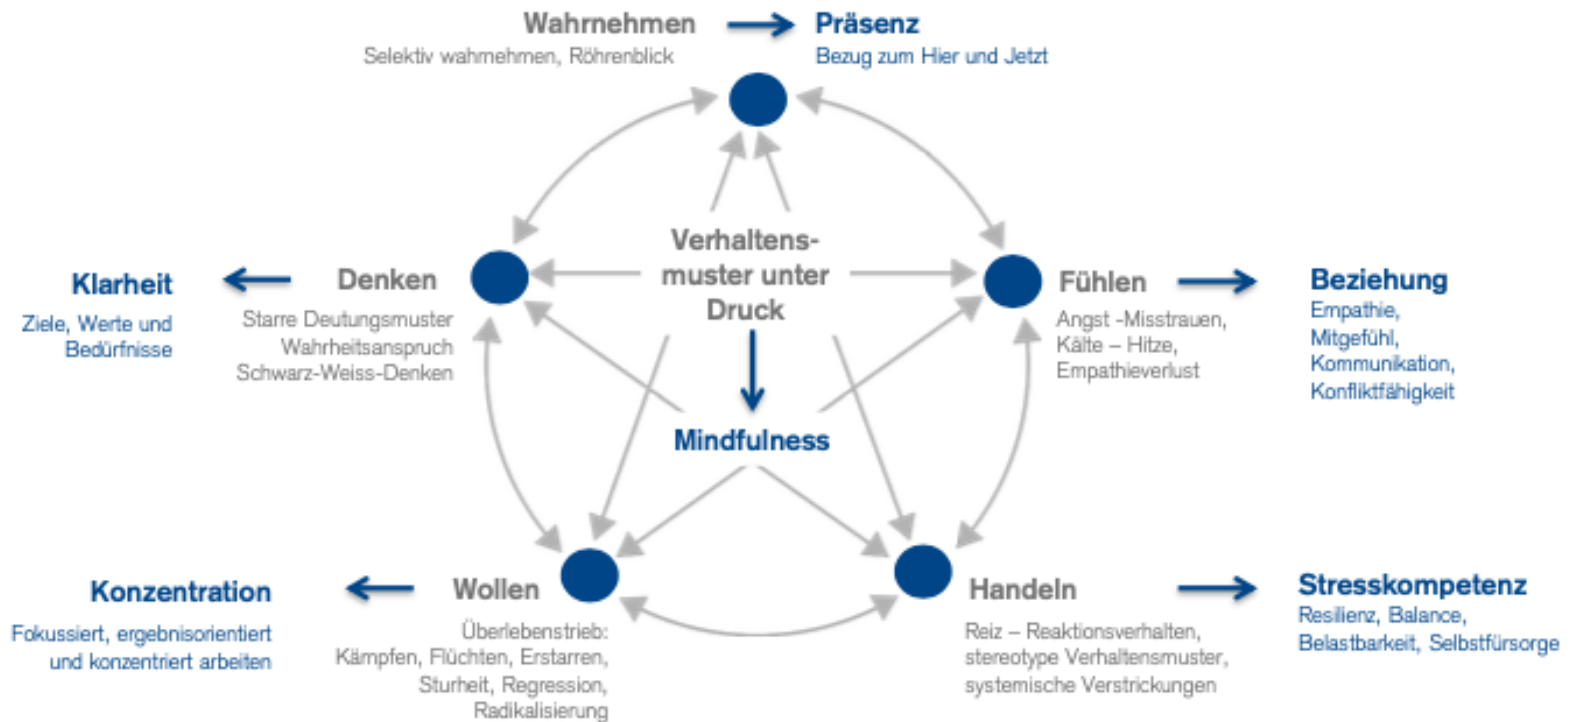 Wahrnehmen
Selektiv wahrnehmen, Röhrenblick
Präsenz
Bezug zum Hier und Jetzt
Verhaltens-
muster unter
Druck
Mindfulness
Klarheit
Ziele, Werte und
Bedürfnisse
Denken
Starre Deutungsmuster
Wahrheitsanspruch
Schwarz-Weiss-Denken
Fühlen
Angst -Misstrauen,
Kälte – Hitze,
Empathieverlust
Beziehung
Empathie,
Mitgefühl,
Kommunikation,
Konfliktfähigkeit
Konzentration
Fokussiert, ergebnisorientiert
und konzentriert arbeiten
Wollen
Überlebenstrieb:
Kämpfen, Flüchten, Erstarren,
Sturheit, Regression,
Radikalisierung
Handeln
Reiz – Reaktionsverhalten,
stereotype Verhaltensmuster,
systemische Verstrickungen
Stresskompetenz
Resilienz, Balance,
Belastbarkeit, Selbstfürsorge